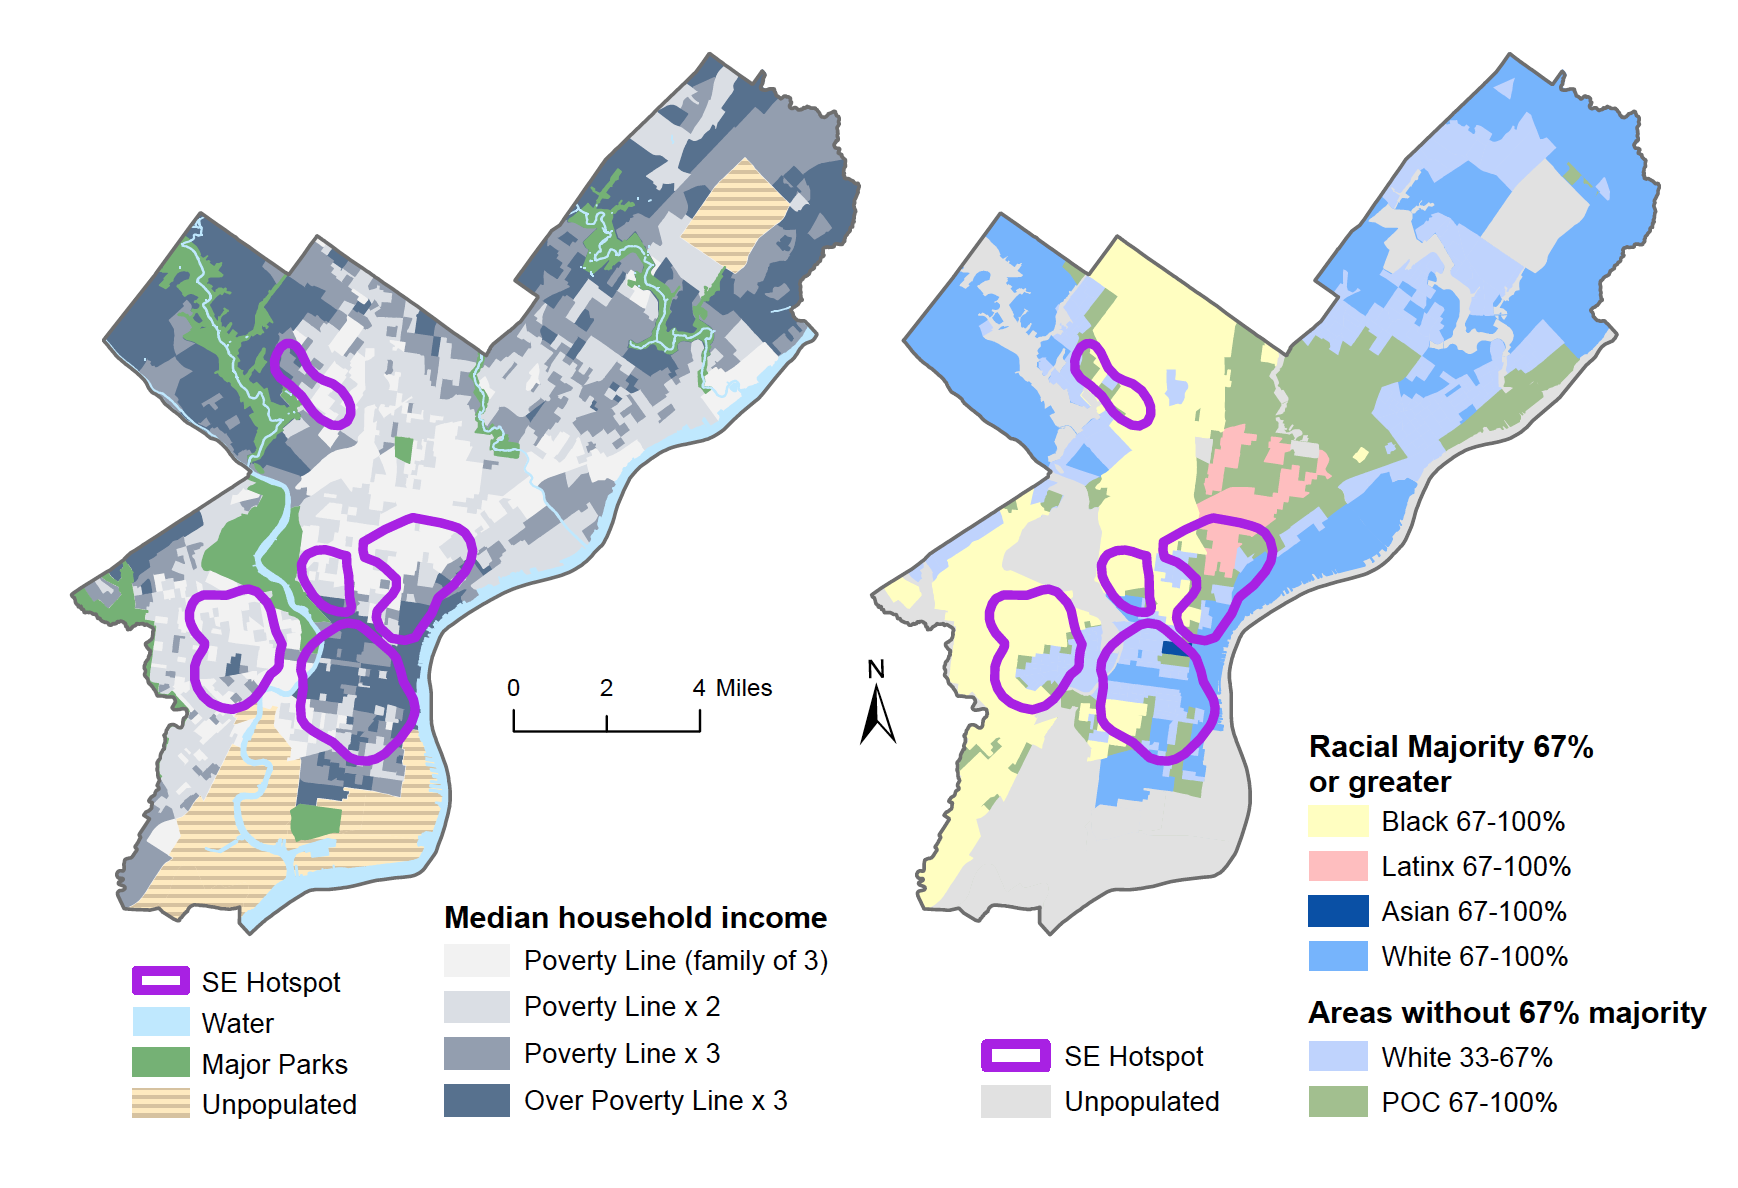 0 2 4 Miles
N
Median household income
Poverty Line (family of 3)
Poverty Line x 2
Poverty Line x 3
Over Poverty Line x 3
SE Hotspot
Water
Major Parks
Unpopulated
Racial Majority 67%
or greater
Black 67-100%
Latinx 67-100%
Asian 67-100%
White 67-100%
Areas without 67% majority
White 33-67%
POC 67-100%
SE Hotspot
Unpopulated